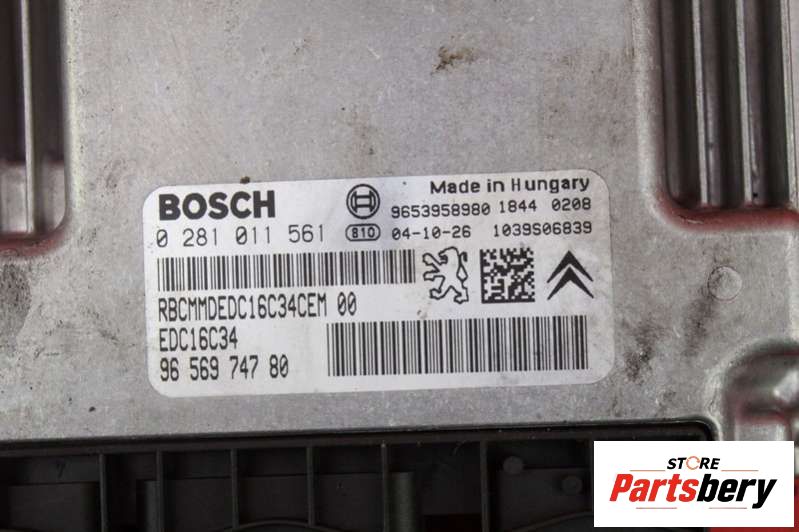 Made in Hungary
BOSCH
9653958980 1844 0208
0 281 011 561
810 04-10-26 1039S06839
RBCMMDEDC16C34CEM 00
EDC16C34
96 569 747 80
STORE
Partsbery